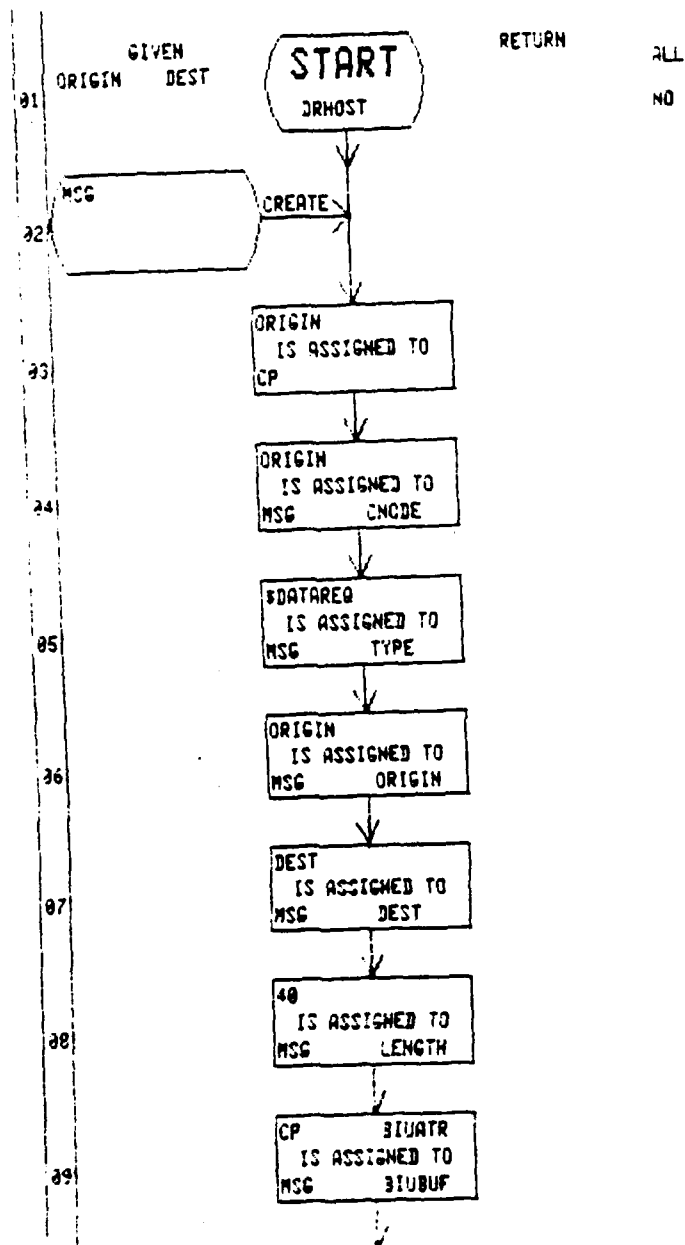 GIVEN
ORIGIN DEST
START
DRHOST
RETURN
ALL
NO
01
MSG
CREATE
02
ORIGIN
IS ASSIGNED TO
CP
03
ORIGIN
IS ASSIGNED TO
MSG CNODE
04
$DATAREQ
IS ASSIGNED TO
MSG TYPE
05
ORIGIN
IS ASSIGNED TO
MSG ORIGIN
06
DEST
IS ASSIGNED TO
MSG DEST
07
40
IS ASSIGNED TO
MSG LENGTH
08
CP BIUATR
IS ASSIGNED TO
MSG BIUBUF
09